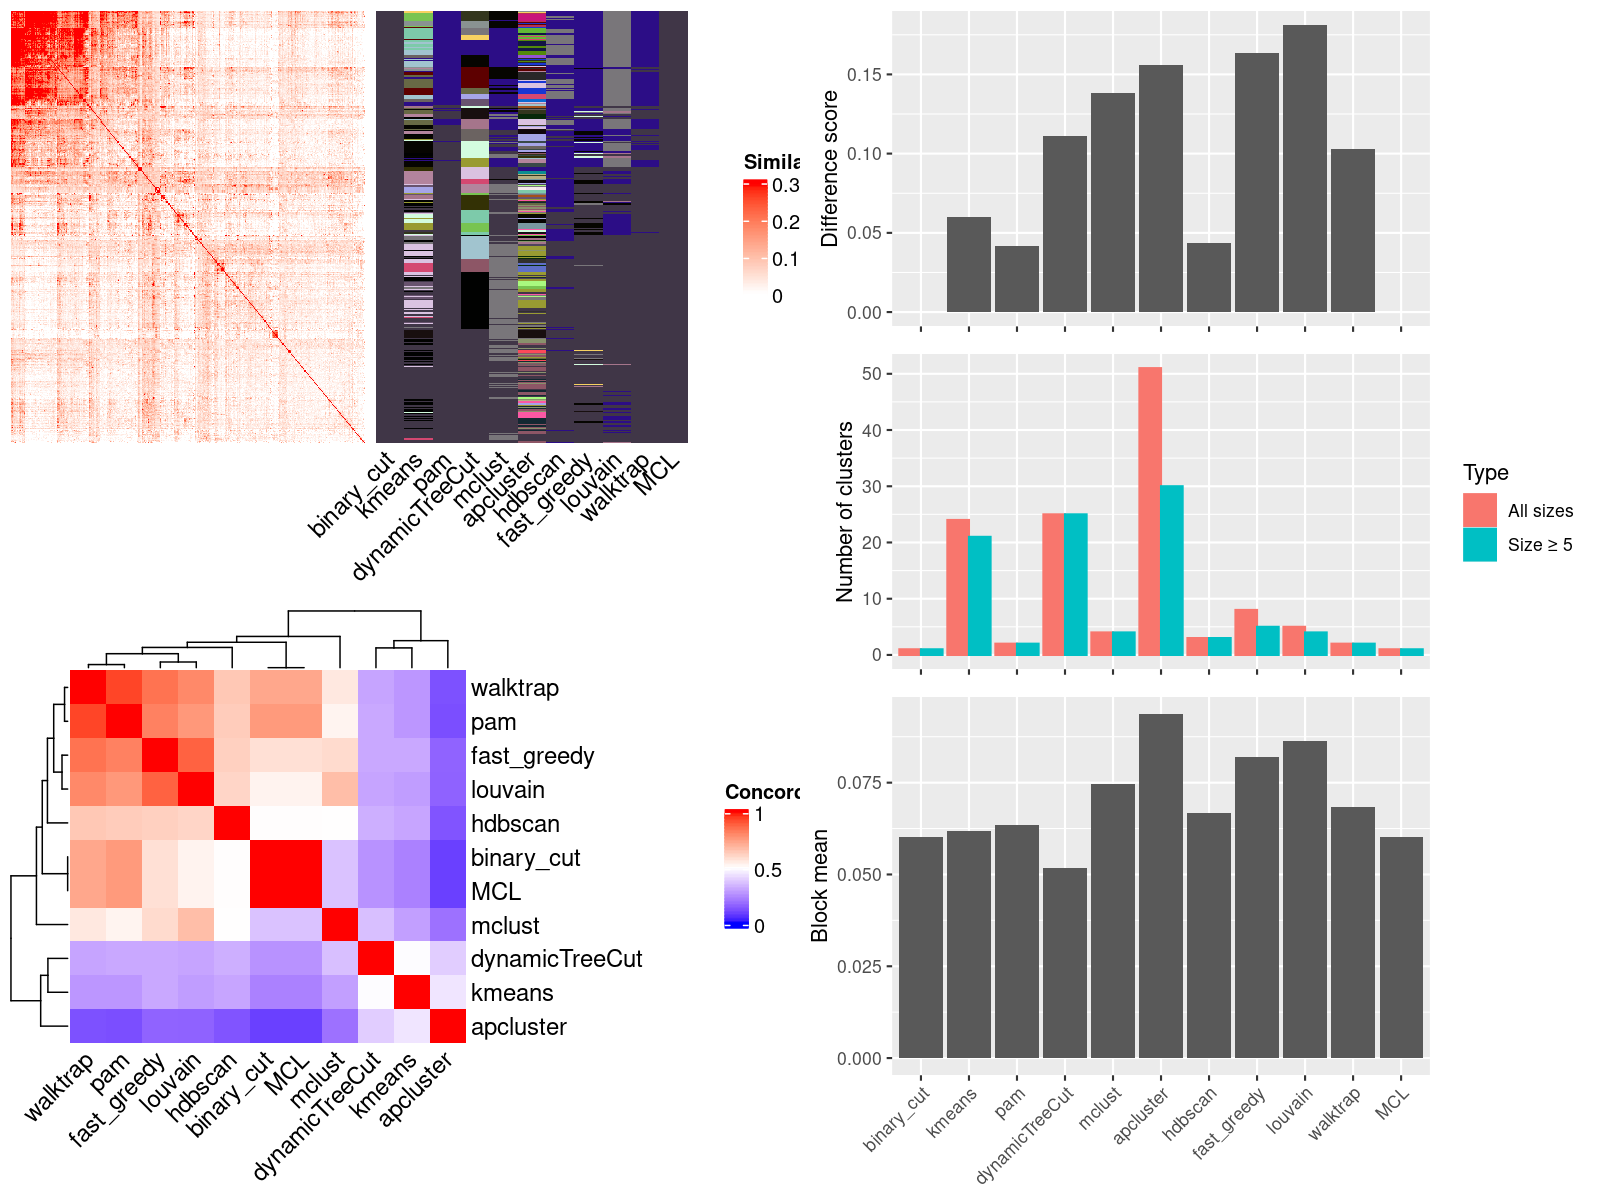 Simila
0.3
0.2
0.1
0
binary_cut
kmeans
pam
dynamicTreeCut
mclust
apcluster
hdbscan
fast_greedy
louvain
walktrap
MCL
walktrap
pam
fast_greedy
louvain
hdbscan
binary_cut
MCL
mclust
dynamicTreeCut
kmeans
apcluster
Concord
1
0.5
0
walktrap
pam
fast_greedy
louvain
hdbscan
binary_cut
MCL
mclust
dynamicTreeCut
kmeans
apcluster
Difference score
0.15
0.10
0.05
0.00
Number of clusters
50
40
30
20
10
0
Type
All sizes
Size ≥ 5
Block mean
0.075
0.050
0.025
0.000
binary_cut
kmeans
pam
dynamicTreeCut
mclust
apcluster
hdbscan
fast_greedy
louvain
walktrap
MCL